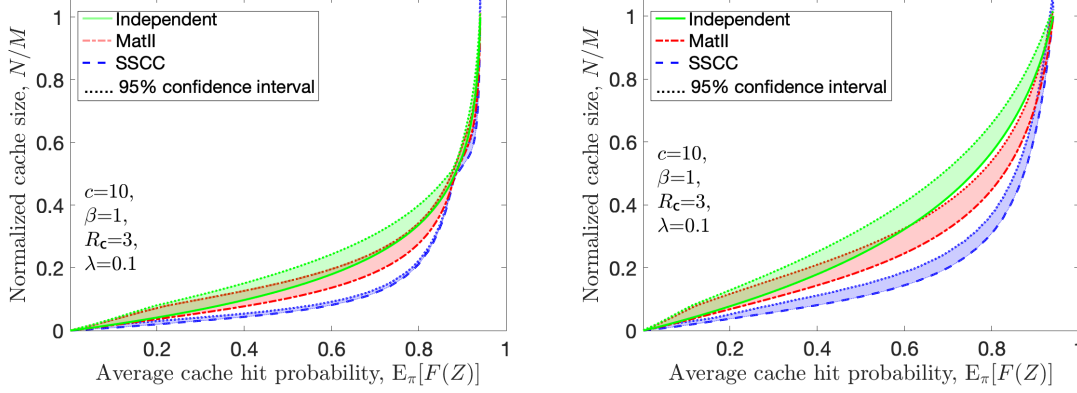 Normalized cache size, N/M
1
0.8
0.6
0.4
0.2
0
Independent
MatII
SSCC
...... 95% confidence interval
c=10,
β=1,
R_c=3,
λ=0.1
0.2 0.4 0.6 0.8 1
Average cache hit probability, E_π[F(Z)]
Normalized cache size, N/M
1
0.8
0.6
0.4
0.2
0
Independent
MatII
SSCC
...... 95% confidence interval
c=10,
β=1,
R_c=3,
λ=0.1
0.2 0.4 0.6 0.8 1
Average cache hit probability, E_π[F(Z)]